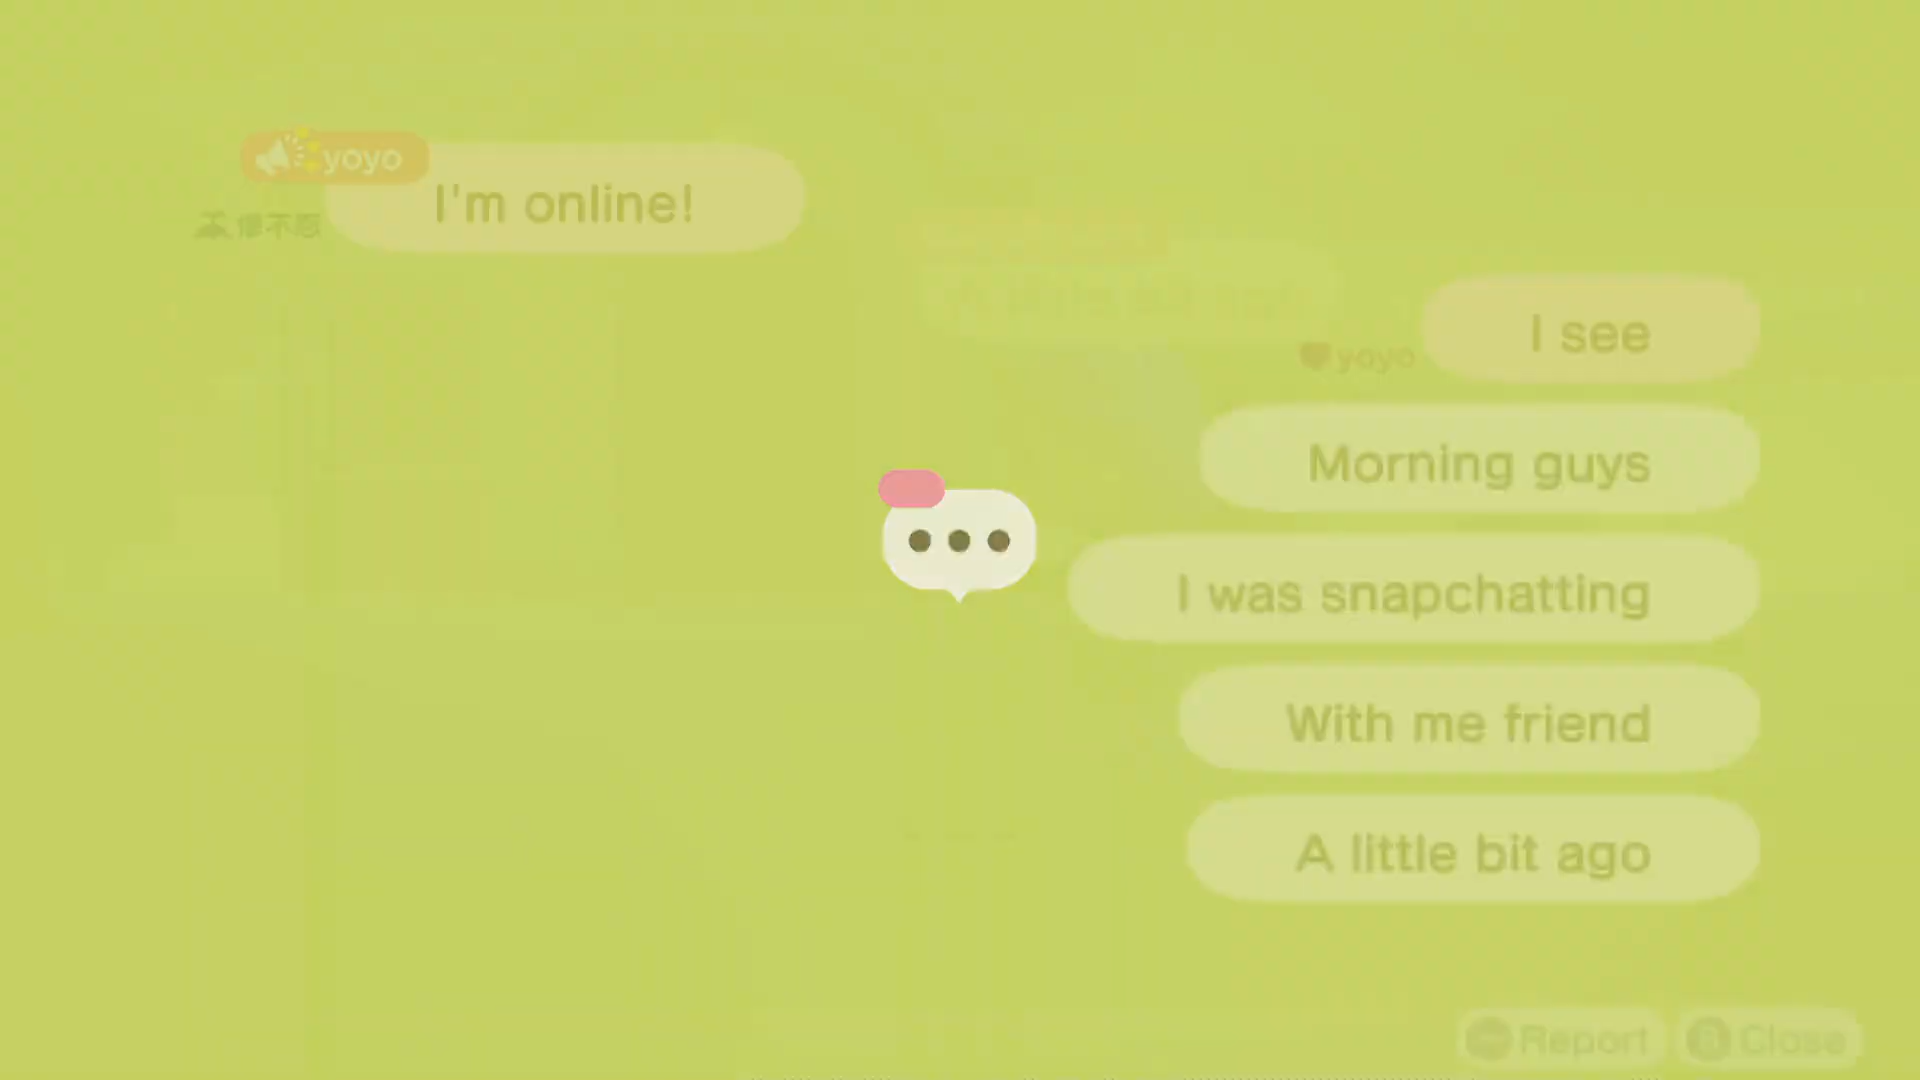 yoyo
I'm online!
I see
yoyo
Morning guys
I was snapchatting
With me friend
A little bit ago
Report
Close